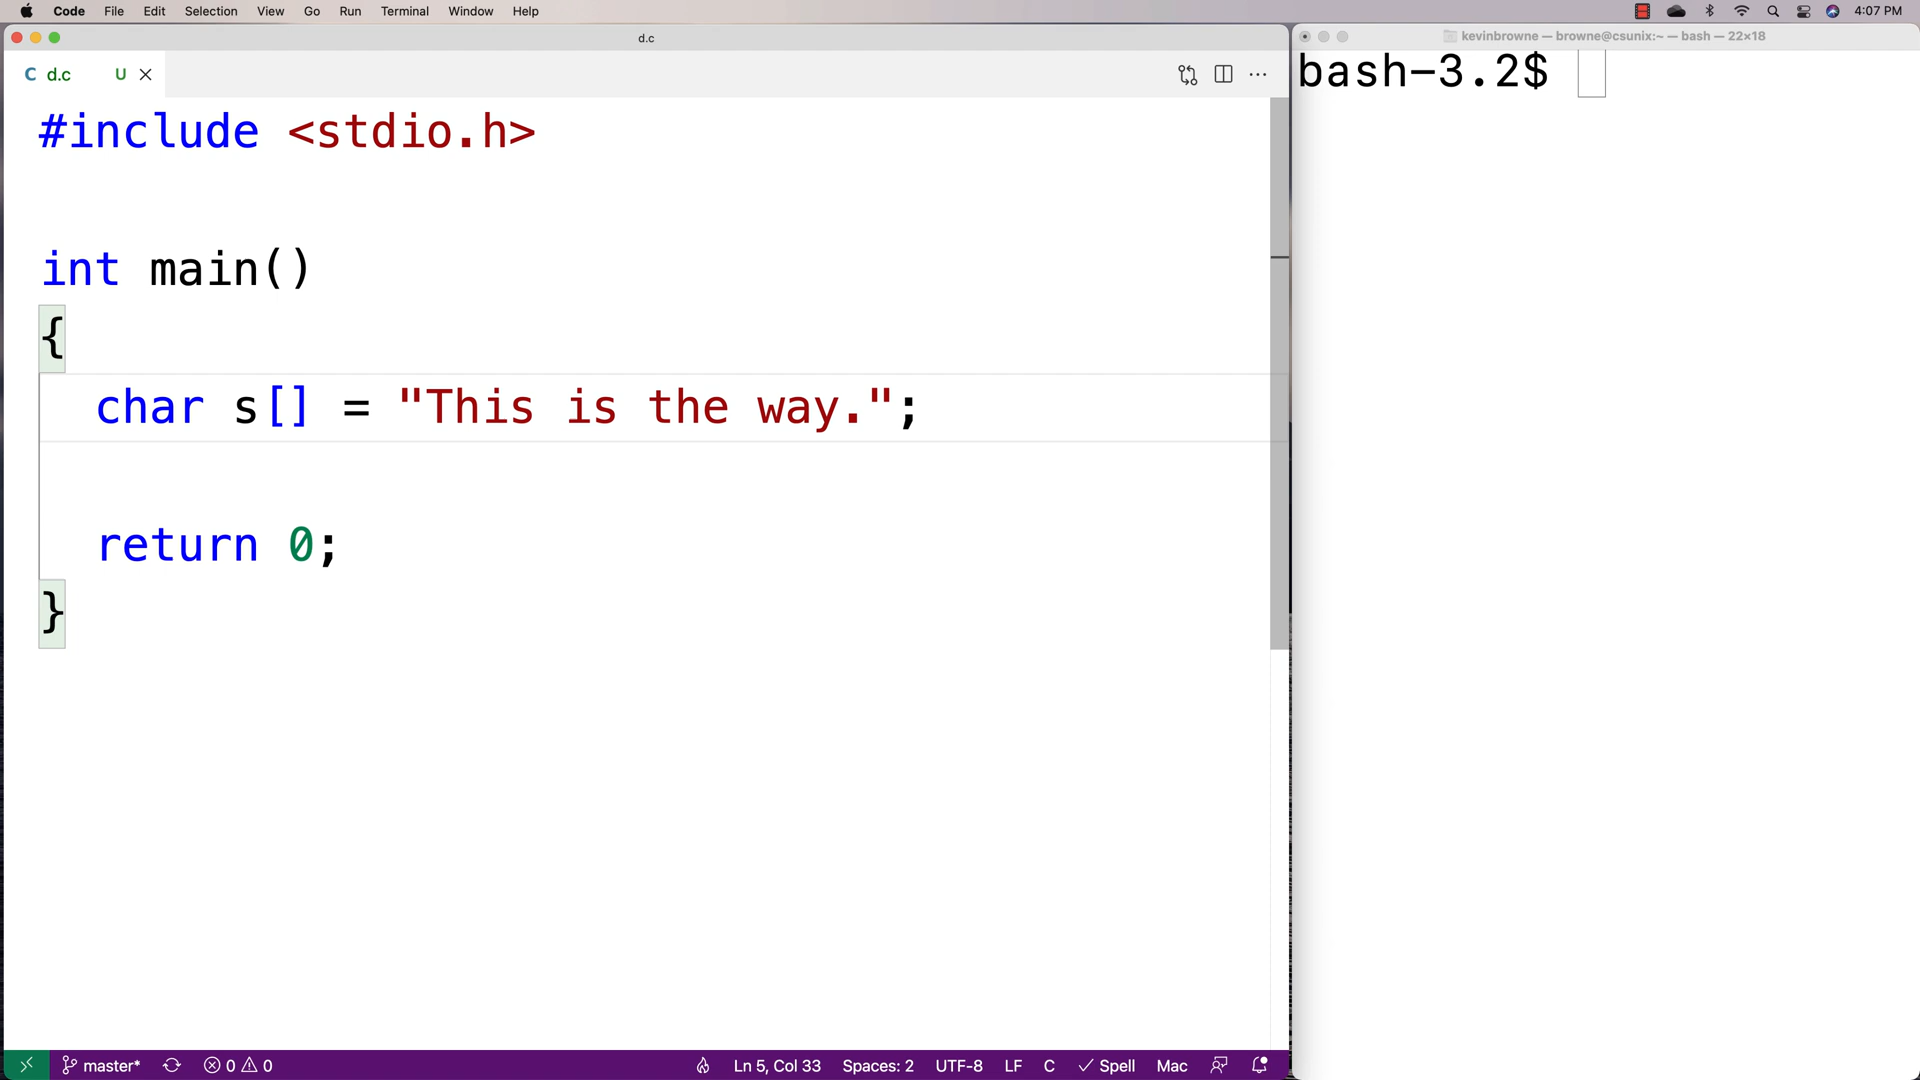 Code File Edit Selection View Go Run Terminal Window Help 4:07 PM
d.c
kevinbrowne — browne@csunix:~ — bash — 22×18
C d.c U
bash-3.2$
#include <stdio.h>
int main()
{
char s[] = "This is the way.";
return 0;
}
master* 0 0 Ln 5, Col 33 Spaces: 2 UTF-8 LF C Spell Mac